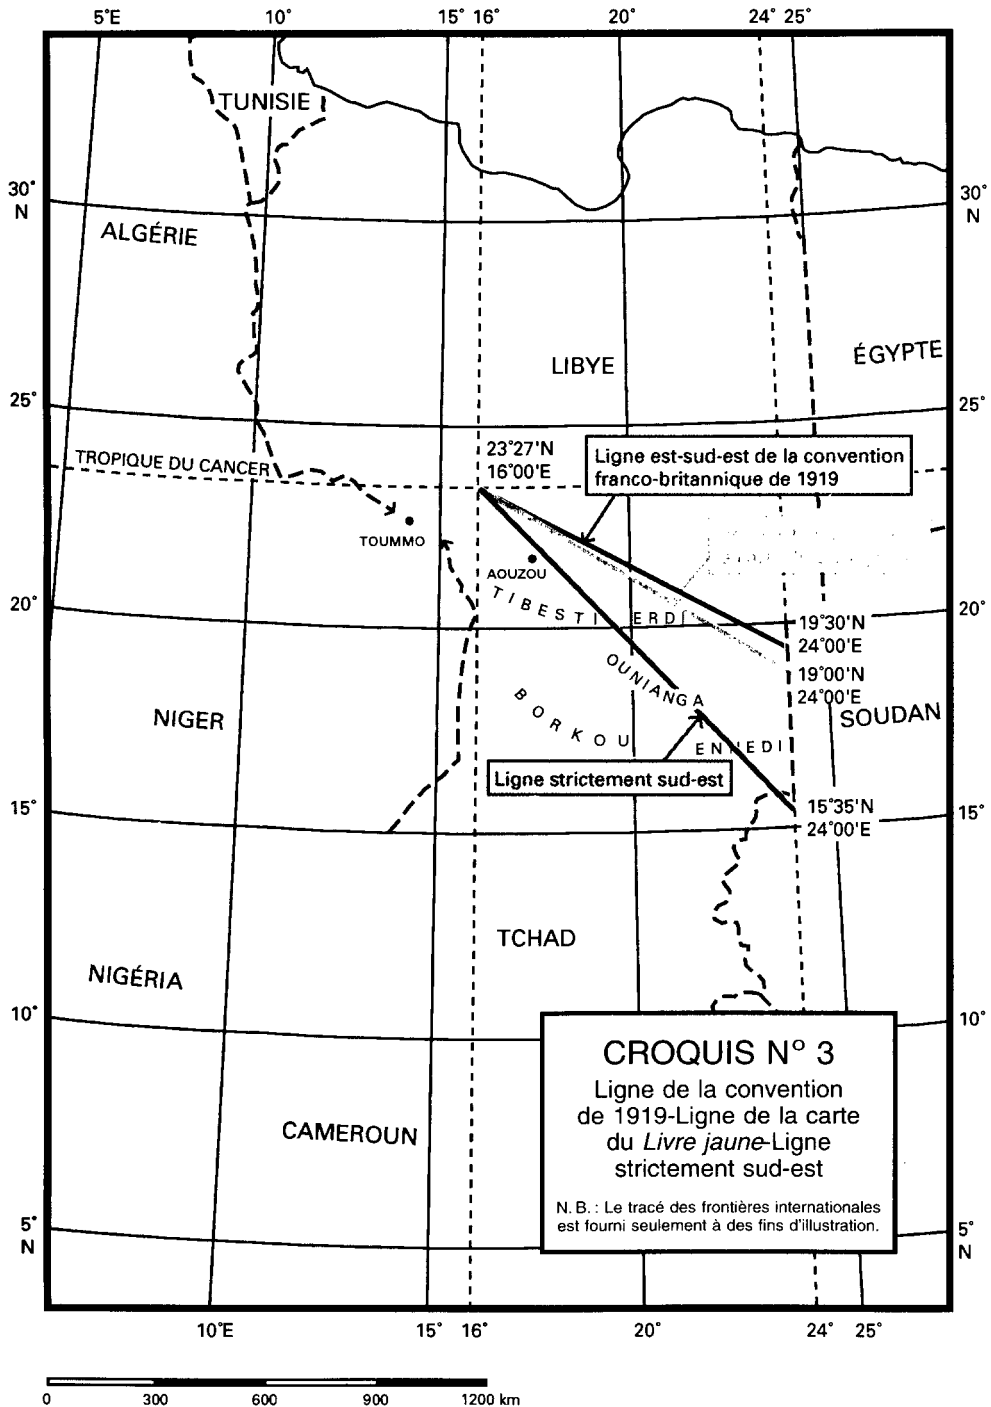 5°E 10° 15° 16° 20° 24° 25°
TUNISIE
30°
N
30°
N
ALGÉRIE
LIBYE
ÉGYPTE
25°
25°
TROPIQUE DU CANCER
23°27'N
16°00'E
Ligne est-sud-est de la convention
franco-britannique de 1919
TOUMMO
AOUZOU
TIBESTI
ERDI
20°
20°
19°30'N
24°00'E
19°00'N
24°00'E
OUNIANGA
BORKOU
ENNEDI
NIGER
SOUDAN
Ligne strictement sud-est
15°35'N
24°00'E
15°
15°
TCHAD
NIGÉRIA
10°
10°
CAMEROUN
CROQUIS N° 3
Ligne de la convention
de 1919-Ligne de la carte
du Livre jaune-Ligne
strictement sud-est
N. B. : Le tracé des frontières internationales
est fourni seulement à des fins d'illustration.
5°
N
5°
N
10°E 15° 16° 20° 24° 25°
0 300 600 900 1200 km